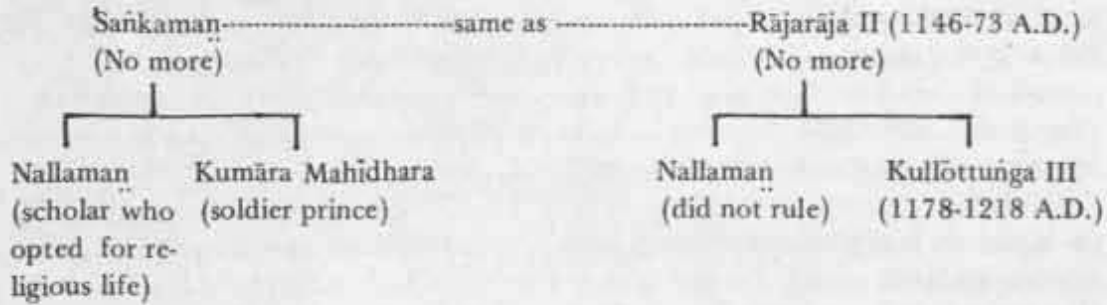 Saṅkamaṉ----------same as----------Rājarāja II (1146-73 A.D.)
(No more) (No more)
Nallamaṉ Kumāra Mahīdhara Nallamaṉ Kullōttuṅga III
(scholar who (soldier prince) (did not rule) (1178-1218 A.D.)
opted for re-
ligious life)